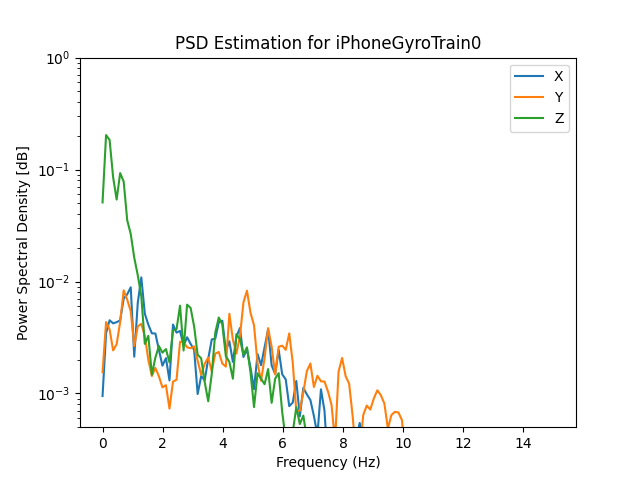 PSD Estimation for iPhoneGyroTrain0
X
Y
Z
Power Spectral Density [dB]
10⁰
10⁻¹
10⁻²
10⁻³
0 2 4 6 8 10 12 14
Frequency (Hz)